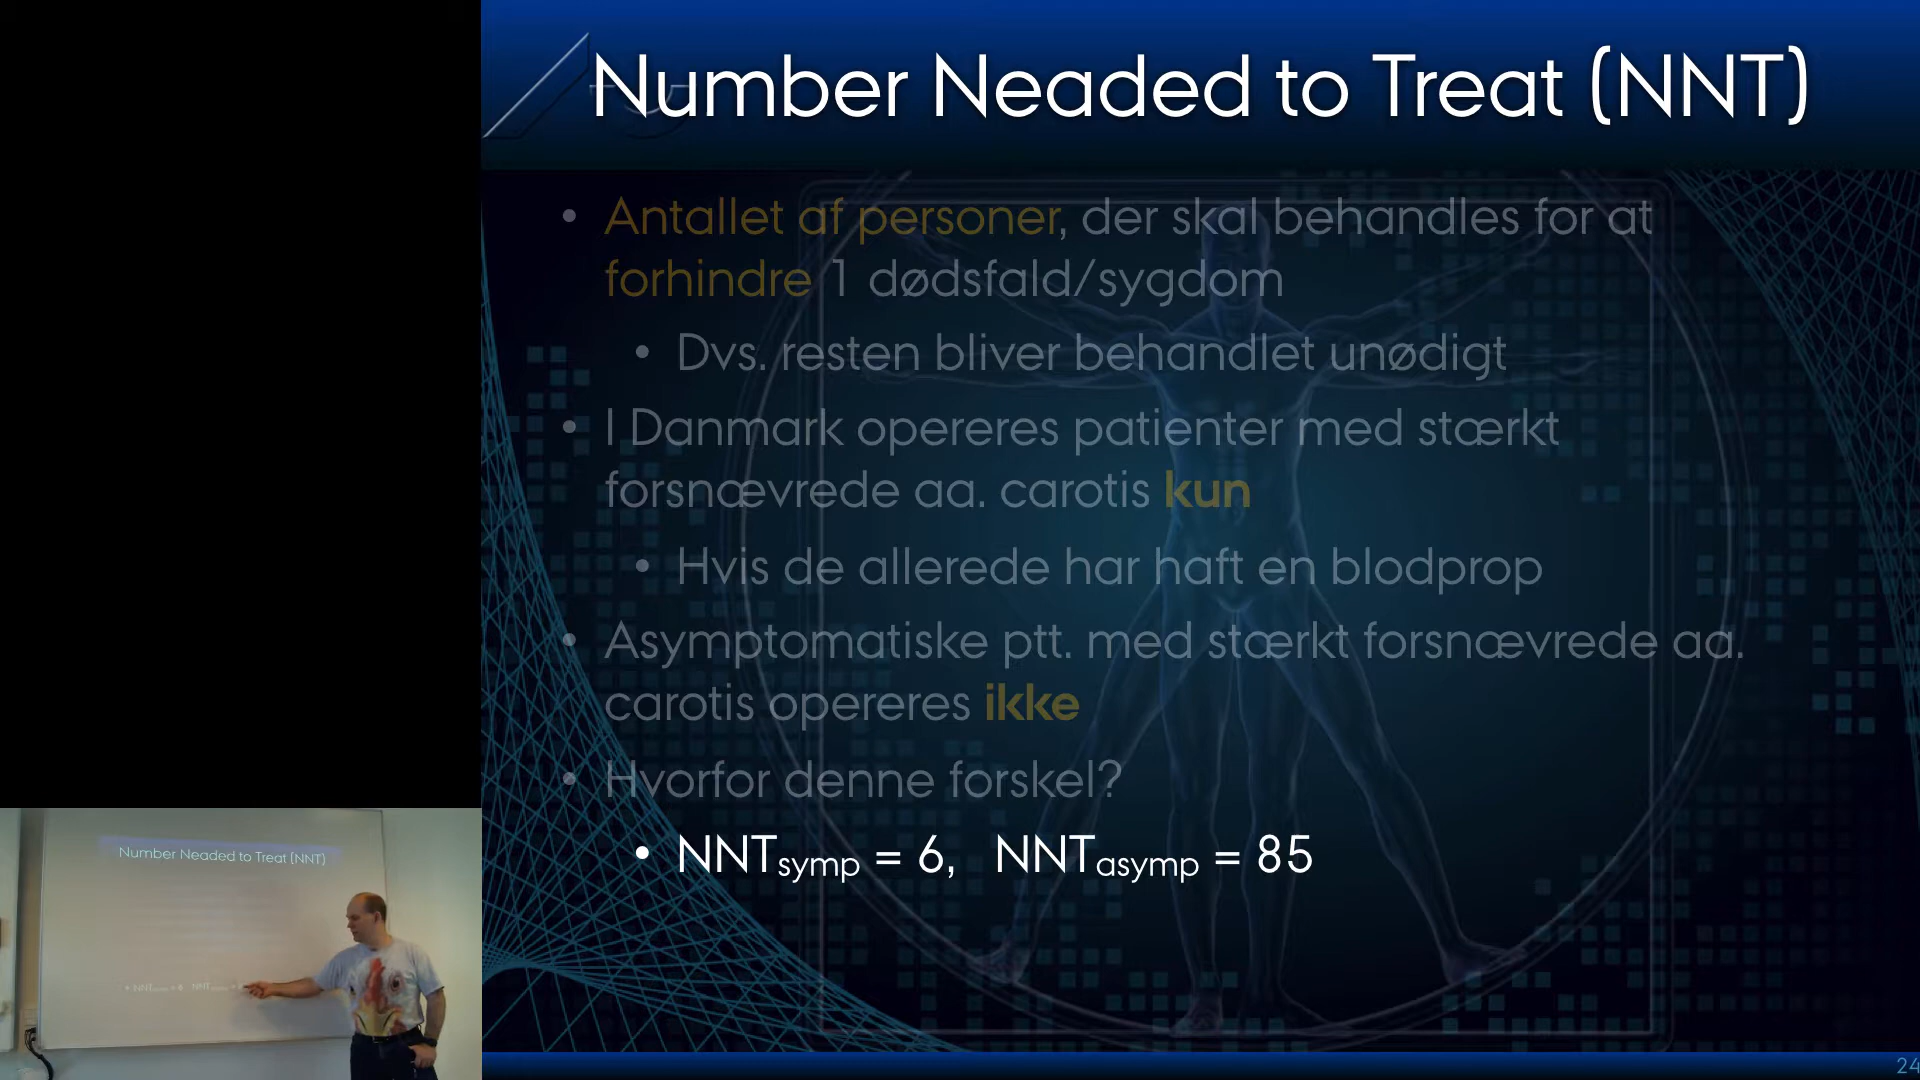 Number Neaded to Treat (NNT)
• Antallet af personer, der skal behandles for at
forhindre 1 dødsfald/sygdom
• Dvs. resten bliver behandlet unødigt
• I Danmark opereres patienter med stærkt
forsnævrede aa. carotis kun
• Hvis de allerede har haft en blodprop
• Asymptomatiske ptt. med stærkt forsnævrede aa.
carotis opereres ikke
• Hvorfor denne forskel?
• NNTsymp = 6, NNTasymp = 85
24
Number Neaded to Treat (NNT)